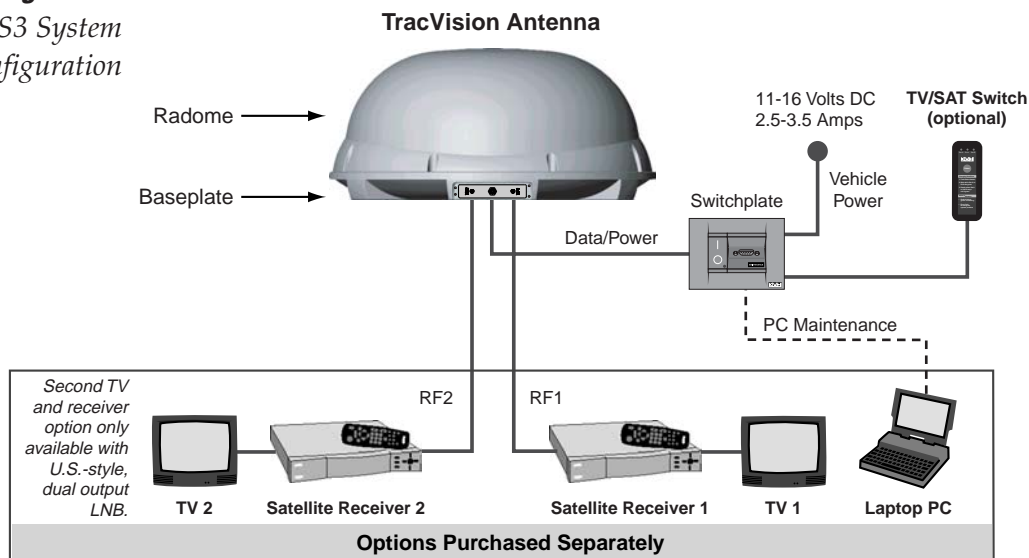 S3 System
TracVision Antenna
Radome
Baseplate
11-16 Volts DC
2.5-3.5 Amps
TV/SAT Switch
(optional)
Vehicle
Power
Switchplate
Data/Power
PC Maintenance
Second TV
and receiver
option only
available with
U.S.-style,
dual output
LNB.
RF2
RF1
TV 2
Satellite Receiver 2
Satellite Receiver 1
TV 1
Laptop PC
Options Purchased Separately